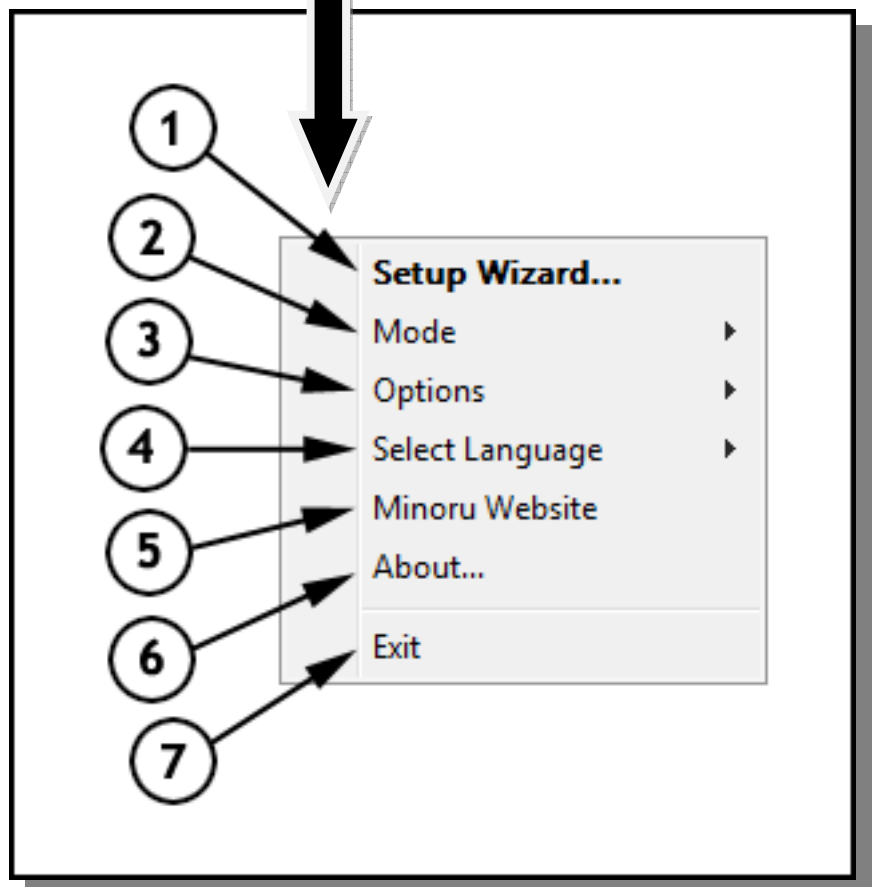 1
Setup Wizard...
2
Mode
3
Options
4
Select Language
5
Minoru Website
6
About...
7
Exit